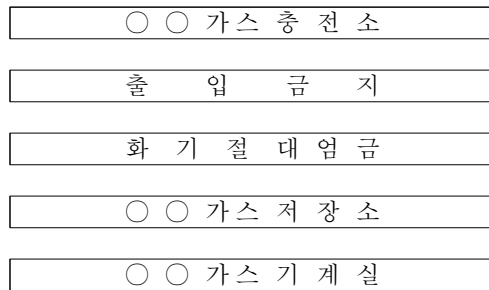 ○ ○ 가스 충 전 소
출 입 금 지
화 기 절 대 엄 금
○ ○ 가스 저 장 소
○ ○ 가스 기 계 실